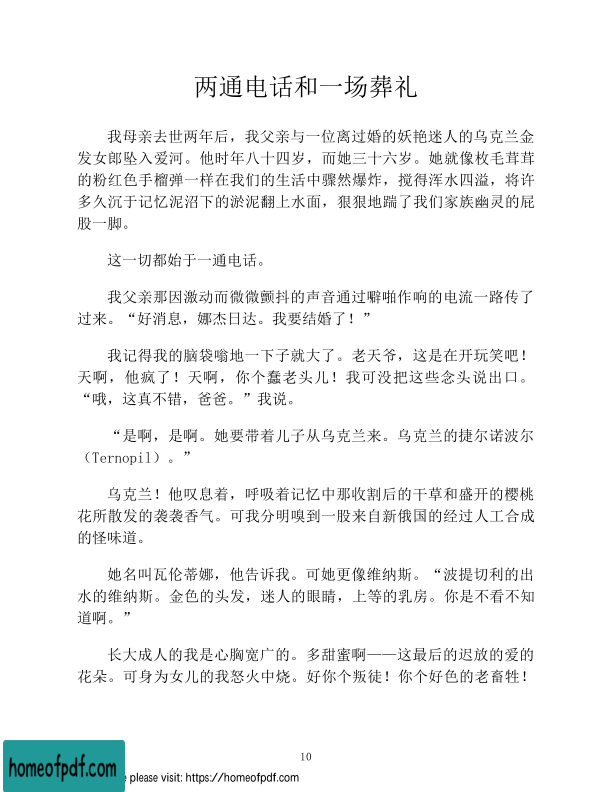 两通电话和一场葬礼
我母亲去世两年后，我父亲与一位离过婚的妖艳迷人的乌克兰金
发女郎坠入爱河。他时年八十四岁，而她三十六岁。她就像枚毛茸茸
的粉红色手榴弹一样在我们的生活中骤然爆炸，搅得浑水四溢，将许
多久沉于记忆泥沼下的淤泥翻上水面，狠狠地踹了我们家族幽灵的屁
股一脚。
这一切都始于一通电话。
我父亲那因激动而微微颤抖的声音通过噼啪作响的电流一路传了
过来。“好消息，娜杰日达。我要结婚了！”
我记得我的脑袋嗡地一下子就大了。老天爷，这是在开玩笑吧！
天啊，他疯了！天啊，你个蠢老头儿！我可没把这些念头说出口。
“哦，这真不错，爸爸。”我说。
“是啊，是啊。她要带着儿子从乌克兰来。乌克兰的捷尔诺波尔
（Ternopil）。”
乌克兰！他叹息着，呼吸着记忆中那收割后的干草和盛开的樱桃
花所散发的袭袭香气。可我分明嗅到一股来自新俄国的经过人工合成
的怪味道。
她名叫瓦伦蒂娜，他告诉我。可她更像维纳斯。“波提切利的出
水的维纳斯。金色的头发，迷人的眼睛，上等的乳房。你是不看不知
道啊。”
长大成人的我是心胸宽广的。多甜蜜啊——这最后的迟放的爱的
花朵。可身为女儿的我怒火中烧。好你个叛徒！你个好色的老畜牲！
10
homeofpdf.com
e please visit: https://homeofpdf.com